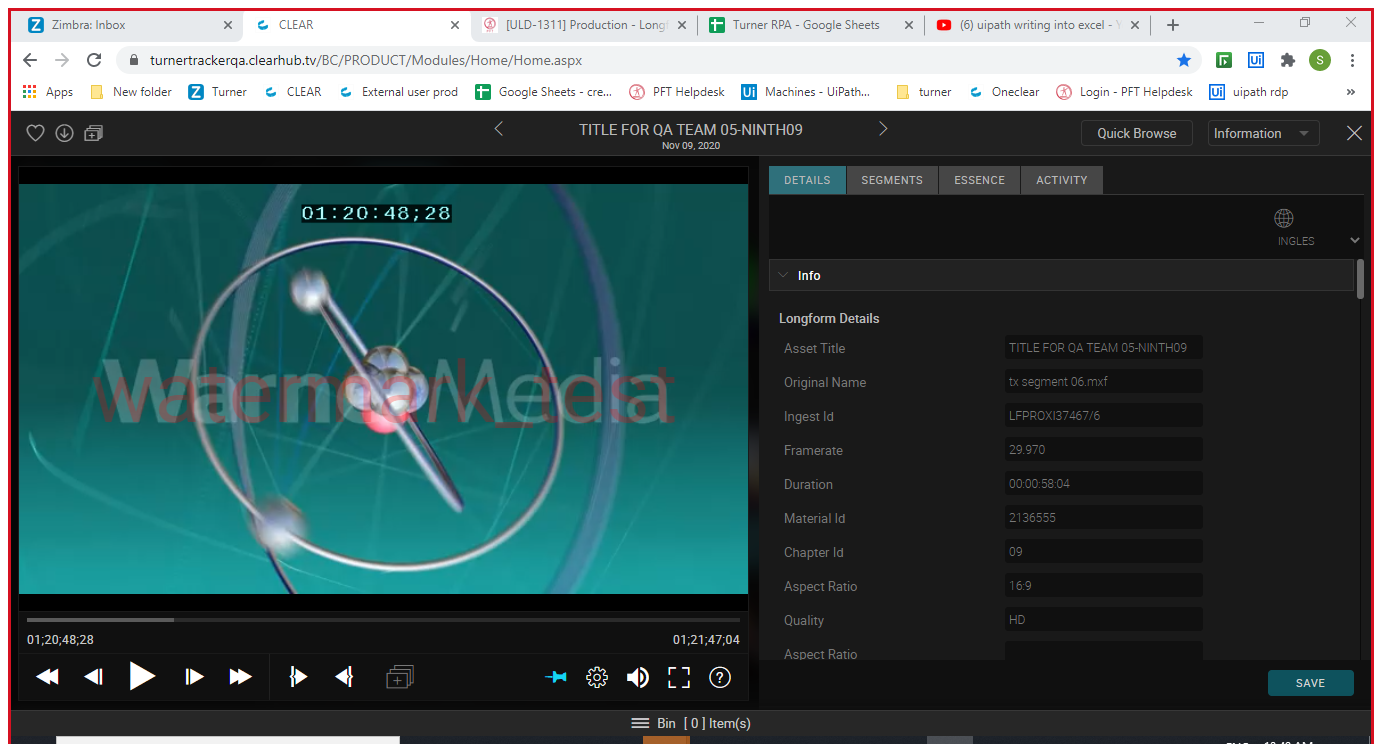 Zimbra: Inbox
CLEAR
[ULD-1311] Production - Longf
Turner RPA - Google Sheets
(6) uipath writing into excel - Y
turnertrackerqa.clearhub.tv/BC/PRODUCT/Modules/Home/Home.aspx
S
Apps
New folder
Turner
CLEAR
External user prod
Google Sheets - cre...
PFT Helpdesk
Machines - UiPath...
turner
Oneclear
Login - PFT Helpdesk
uipath rdp
TITLE FOR QA TEAM 05-NINTH09
Nov 09, 2020
Quick Browse
Information
01:20:48;28
WarnerMedia
watermark_test
01;20;48;28
01;21;47;04
DETAILS
SEGMENTS
ESSENCE
ACTIVITY
INGLES
Info
Longform Details
Asset Title
TITLE FOR QA TEAM 05-NINTH09
Original Name
tx segment 06.mxf
Ingest Id
LFPROXI37467/6
Framerate
29.970
Duration
00:00:58:04
Material Id
2136555
Chapter Id
09
Aspect Ratio
16:9
Quality
HD
Aspect Ratio
SAVE
Bin [ 0 ] Item(s)